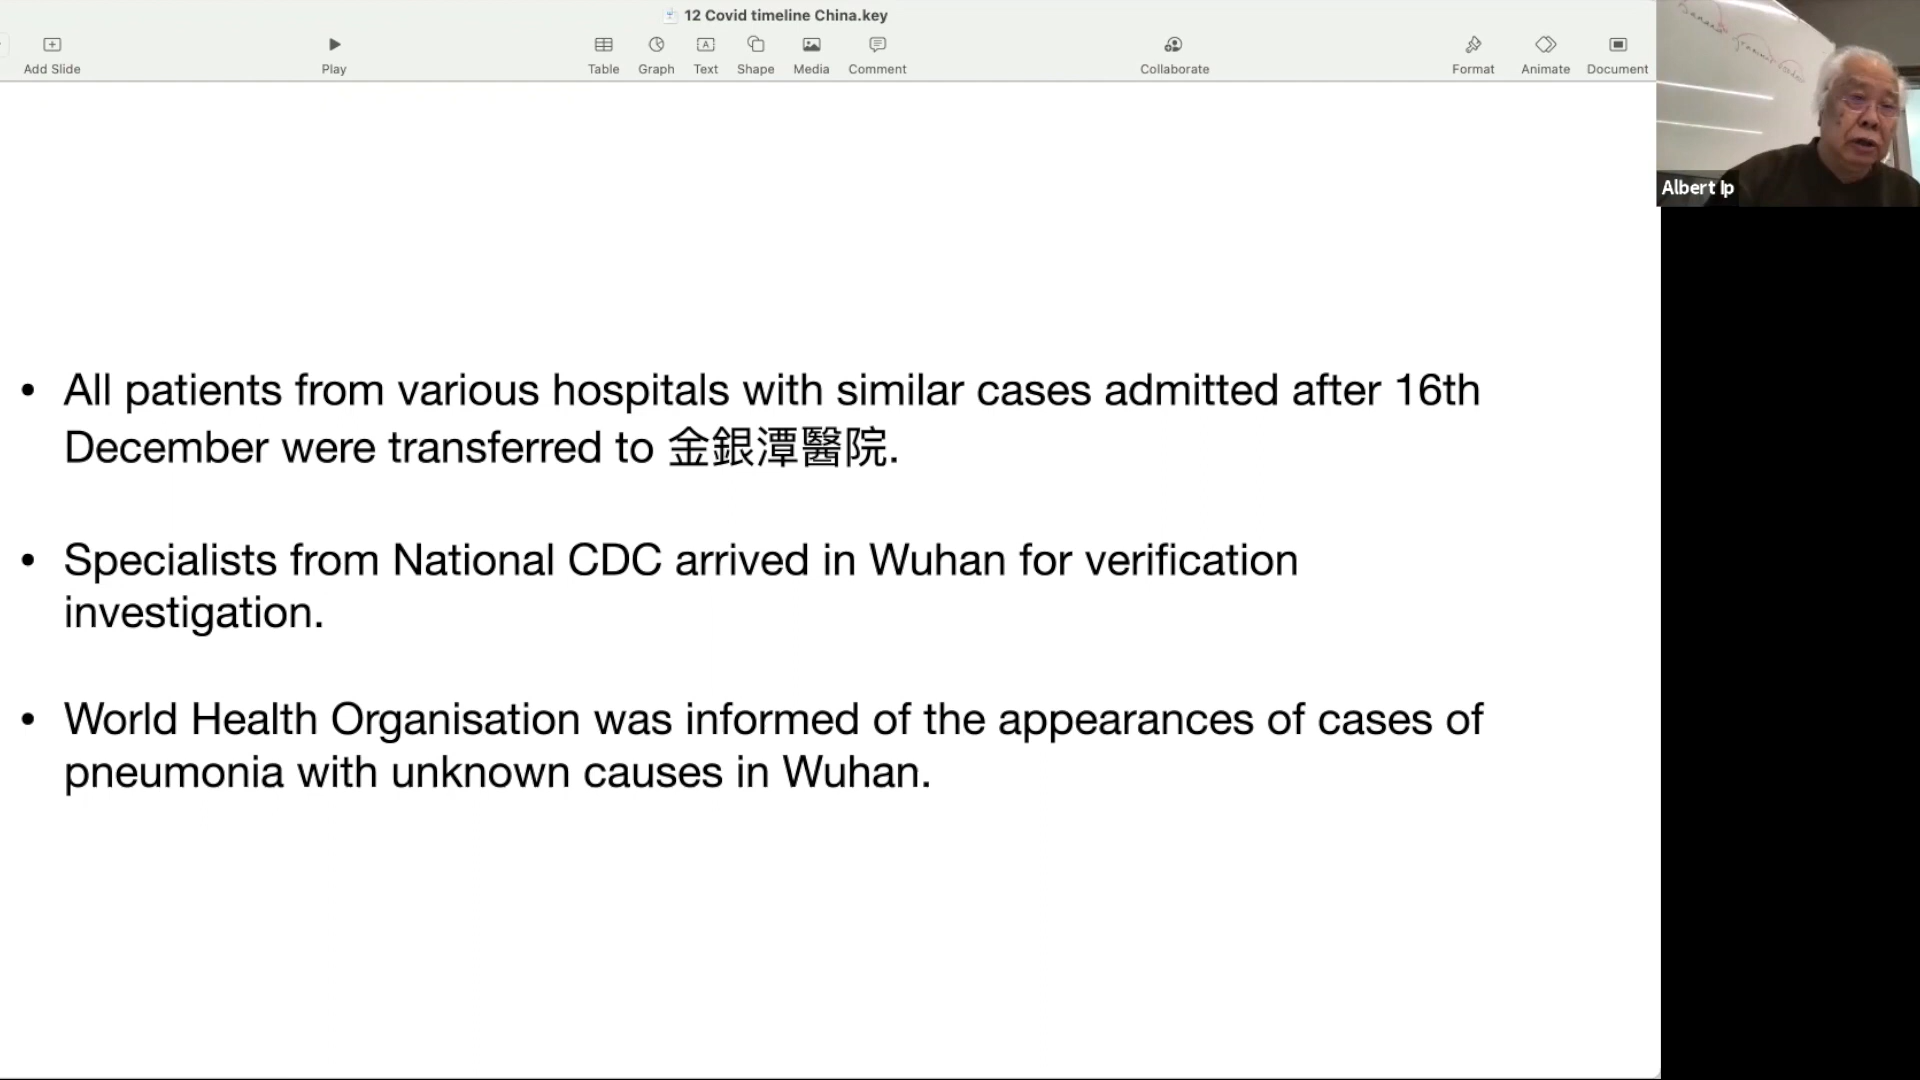 12 Covid timeline China.key
Add Slide
Play
Table
Graph
Text
Shape
Media
Comment
Collaborate
Format
Animate
Document
Albert Ip
• All patients from various hospitals with similar cases admitted after 16th
December were transferred to 金銀潭醫院.
• Specialists from National CDC arrived in Wuhan for verification
investigation.
• World Health Organisation was informed of the appearances of cases of
pneumonia with unknown causes in Wuhan.